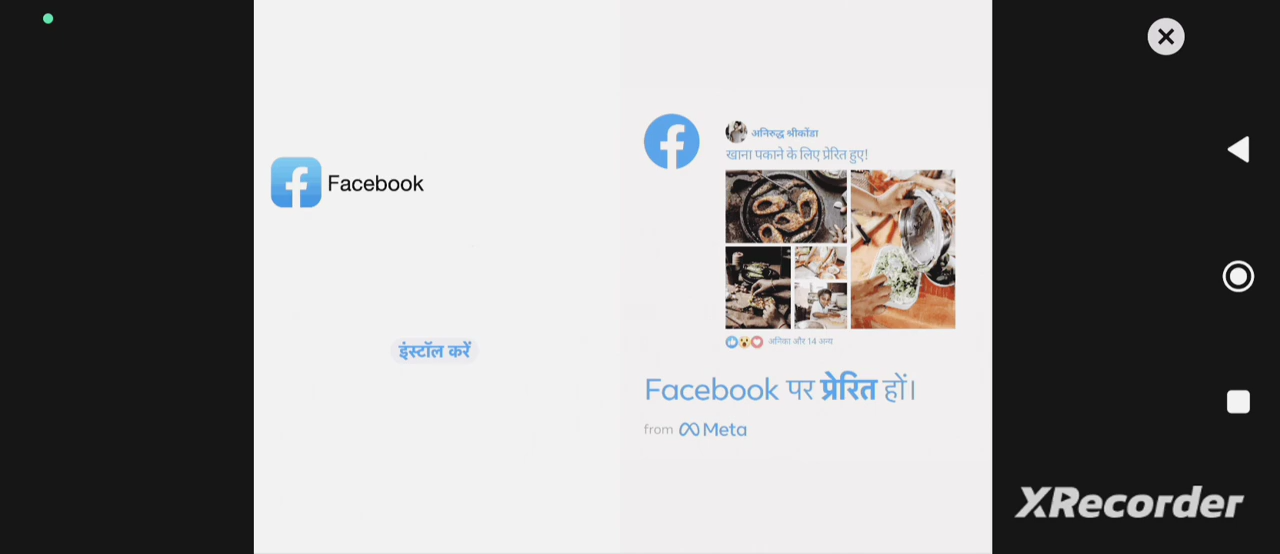 Facebook
इंस्टॉल करें
अनिरुद्ध श्रीकोंडा
खाना पकाने के लिए प्रेरित हुए!
अनिका और 14 अन्य
Facebook पर प्रेरित हों।
from Meta
XRecorder